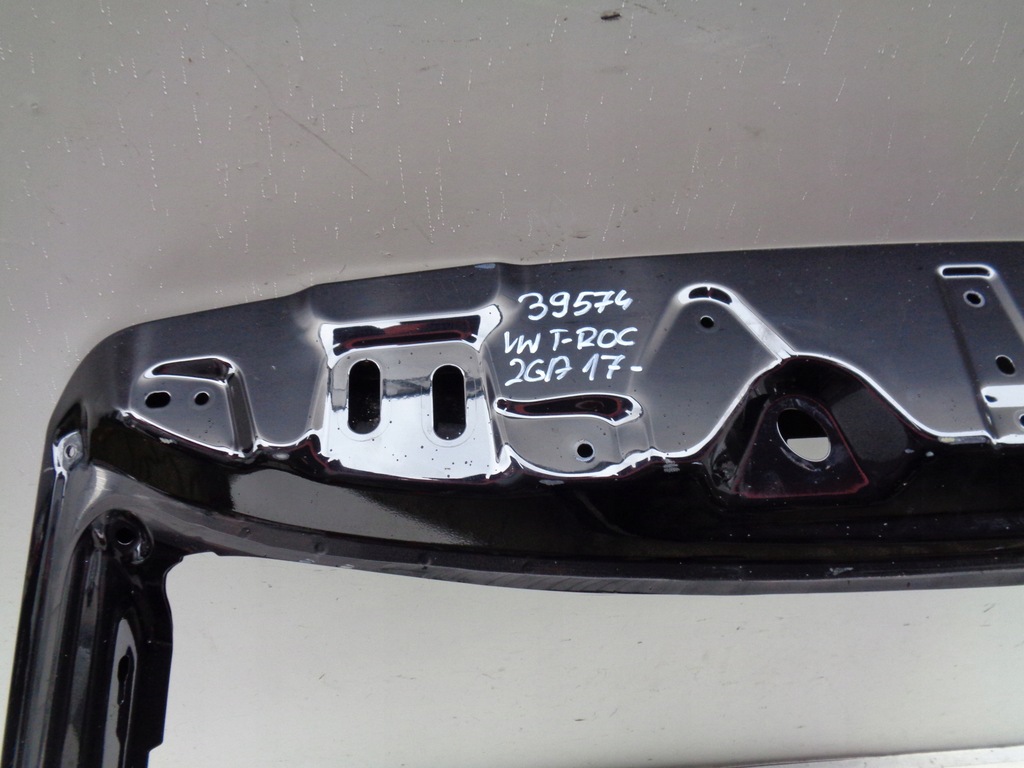 39574
VW T-ROC
2GA 17-